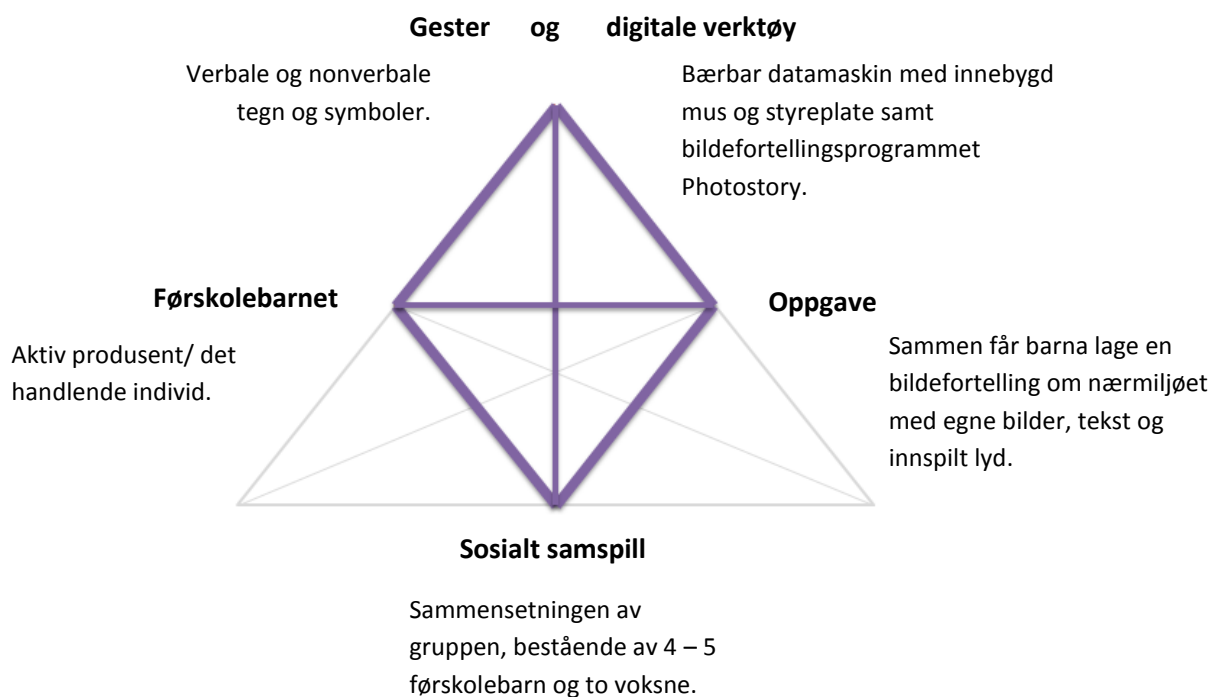 Gester og digitale verktøy
Verbale og nonverbale
tegn og symboler.
Bærbar datamaskin med innebygd
mus og styreplate samt
bildefortellingsprogrammet
Photostory.
Førskolebarnet
Aktiv produsent/ det
handlende individ.
Oppgave
Sammen får barna lage en
bildefortelling om nærmiljøet
med egne bilder, tekst og
innspilt lyd.
Sosialt samspill
Sammensetningen av
gruppen, bestående av 4 – 5
førskolebarn og to voksne.